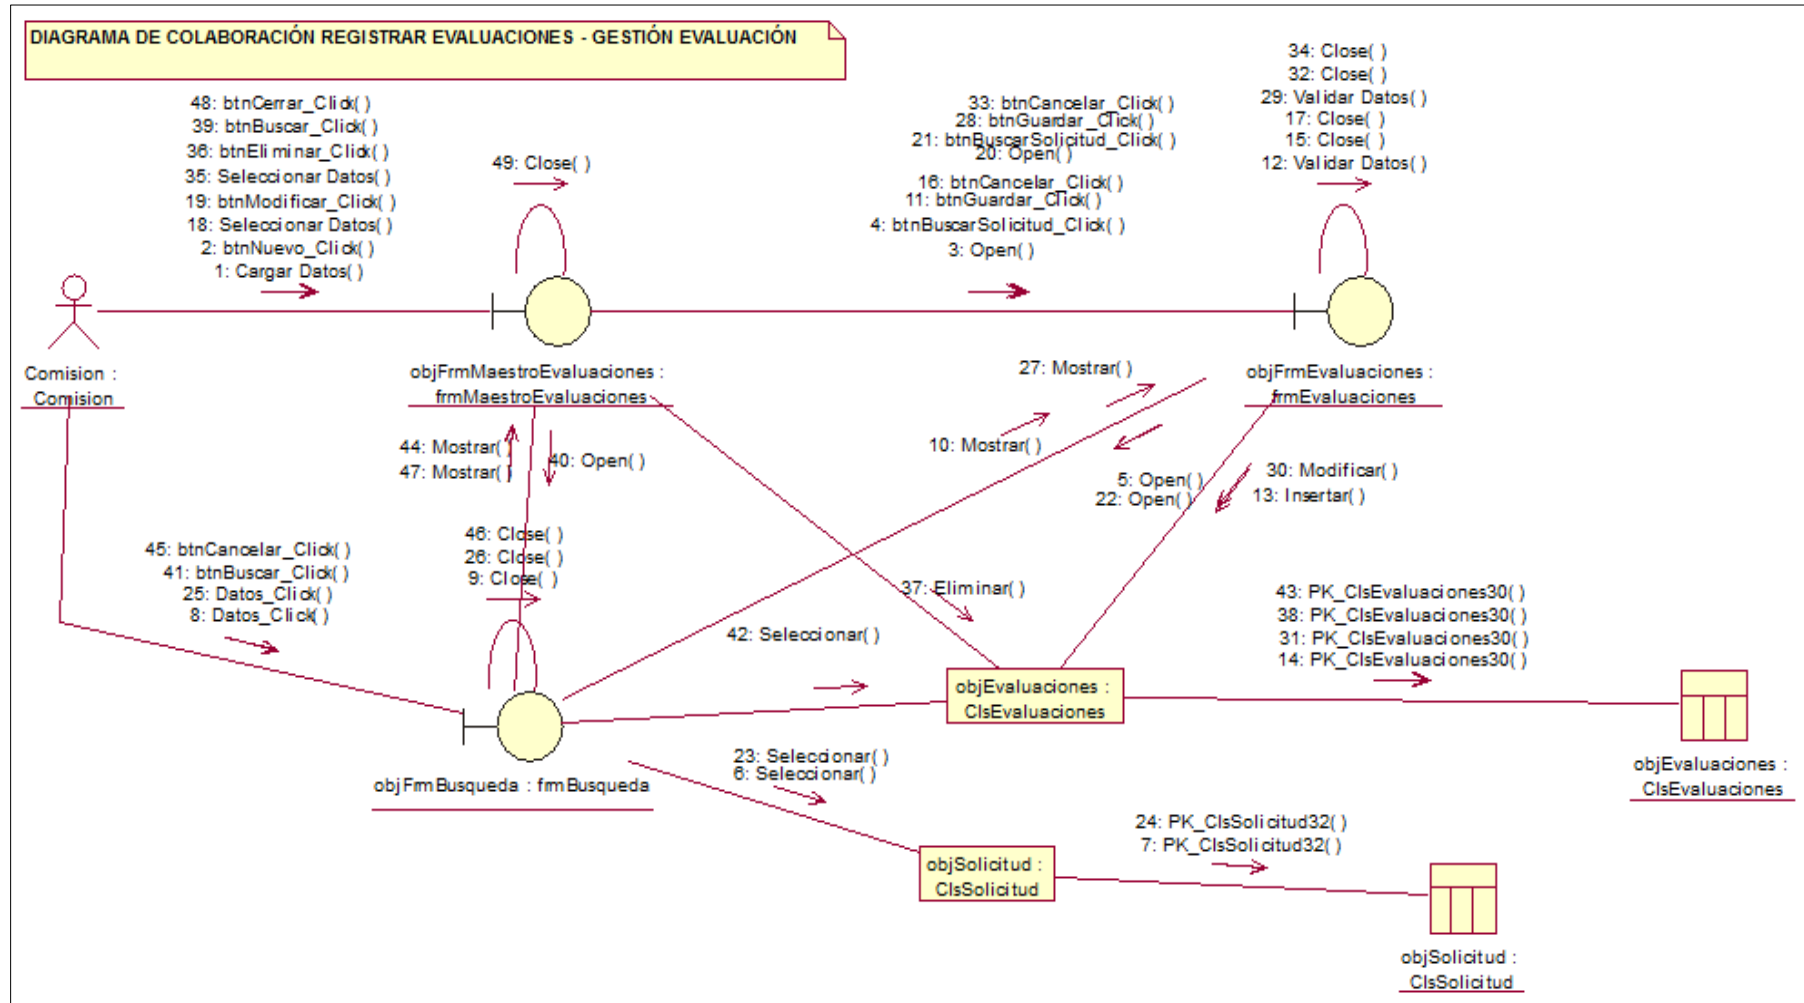 DIAGRAMA DE COLABORACIÓN REGISTRAR EVALUACIONES - GESTIÓN EVALUACIÓN
48: btnCerrar_Click( )
39: btnBuscar_Click( )
36: btnEliminar_Click( )
35: Seleccionar Datos( )
19: btnModificar_Click( )
18: Seleccionar Datos( )
2: btnNuevo_Click( )
1: Cargar Datos( )
49: Close( )
33: btnCancelar_Click( )
28: btnGuardar_Click( )
21: btnBuscarSolicitud_Click( )
20: Open( )
16: btnCancelar_Click( )
11: btnGuardar_Click( )
4: btnBuscarSolicitud_Click( )
3: Open( )
34: Close( )
32: Close( )
29: Validar Datos( )
17: Close( )
15: Close( )
12: Validar Datos( )
Comision :
Comision
objFrmMaestroEvaluaciones :
frmMaestroEvaluaciones
objFrmEvaluaciones :
frmEvaluaciones
27: Mostrar( )
10: Mostrar( )
44: Mostrar( )
47: Mostrar( )
40: Open( )
5: Open( )
22: Open( )
30: Modificar( )
13: Insertar( )
46: Close( )
26: Close( )
9: Close( )
45: btnCancelar_Click( )
41: btnBuscar_Click( )
25: Datos_Click( )
8: Datos_Click( )
37: Eliminar( )
42: Seleccionar( )
43: PK_ClsEvaluaciones30( )
38: PK_ClsEvaluaciones30( )
31: PK_ClsEvaluaciones30( )
14: PK_ClsEvaluaciones30( )
objEvaluaciones :
ClsEvaluaciones
objEvaluaciones :
ClsEvaluaciones
objFrmBusqueda : frmBusqueda
23: Seleccionar( )
6: Seleccionar( )
24: PK_ClsSolicitud32( )
7: PK_ClsSolicitud32( )
objSolicitud :
ClsSolicitud
objSolicitud :
ClsSolicitud